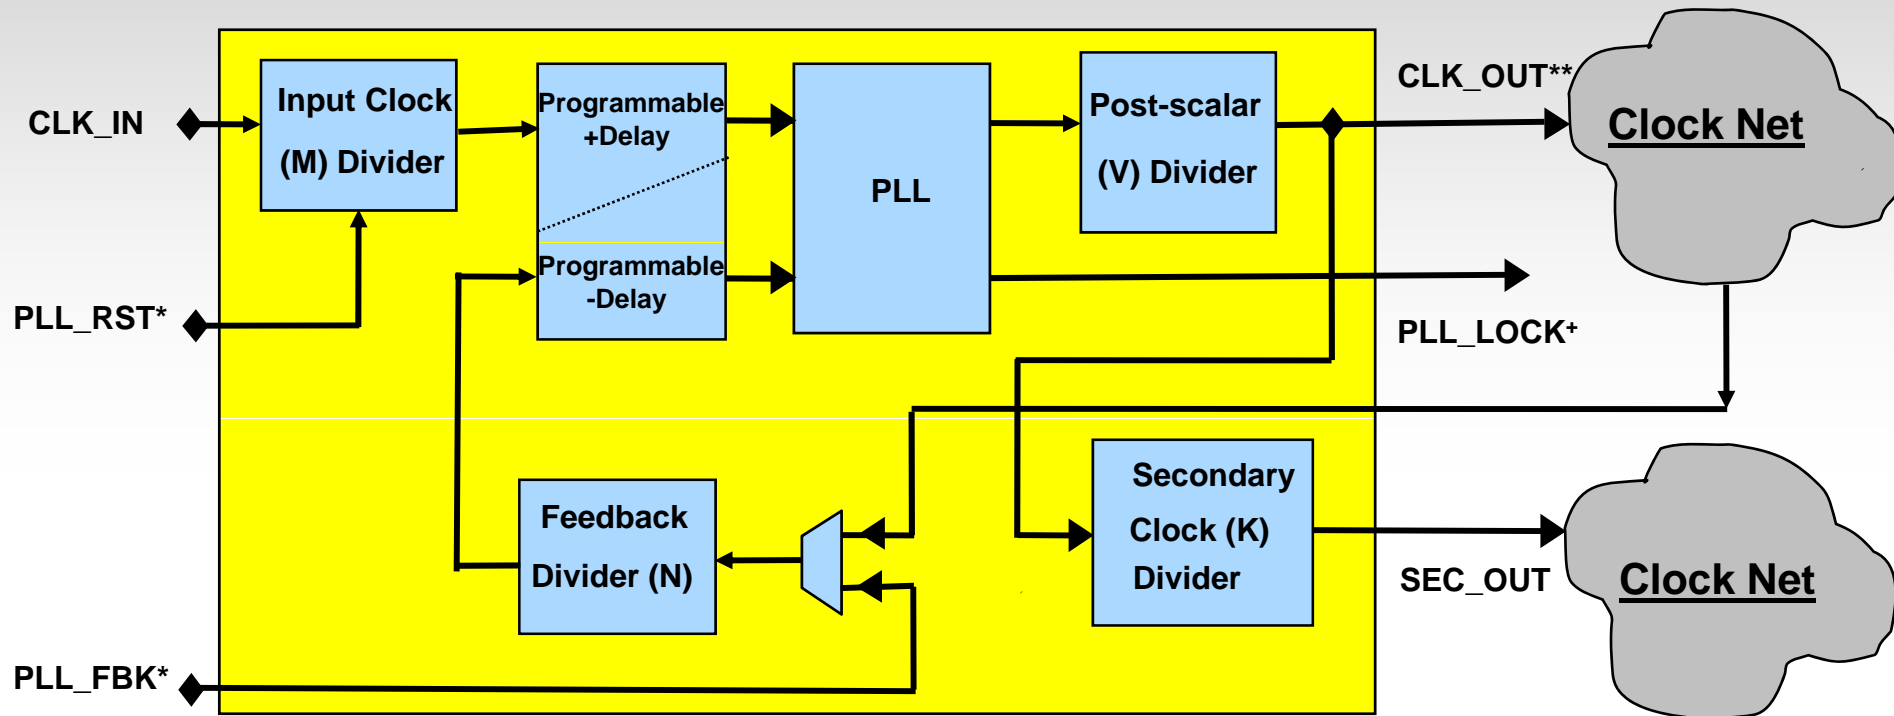 CLK_IN
Input Clock
(M) Divider
Programmable
+Delay
Programmable
-Delay
PLL
Post-scalar
(V) Divider
CLK_OUT**
Clock Net
PLL_RST*
PLL_LOCK+
Feedback
Divider (N)
Secondary
Clock (K)
Divider
SEC_OUT
Clock Net
PLL_FBK*